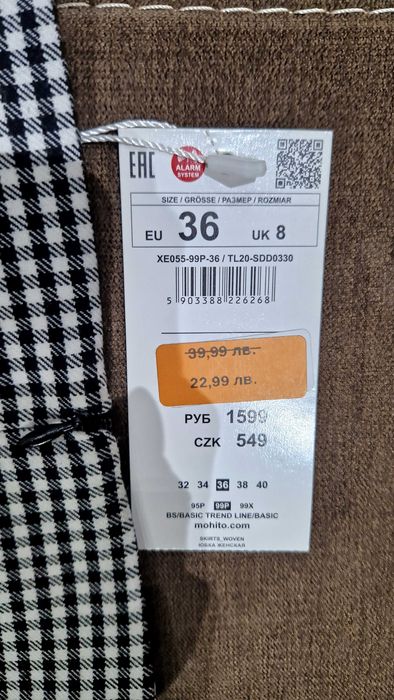 EAC
ALARM
SYSTEM
SIZE / GRÖSSE / РАЗМЕР / ROZMIAR
EU 36 UK 8
XE055-99P-36 / TL20-SDD0330
5 903388 226268
39,99 лв.
22,99 лв.
РУБ 1599
CZK 549
32 34 36 38 40
95P 99P 99X
BS/BASIC TREND LINE/BASIC
mohito.com
SKIRTS_WOVEN
ЮБКА ЖЕНСКАЯ